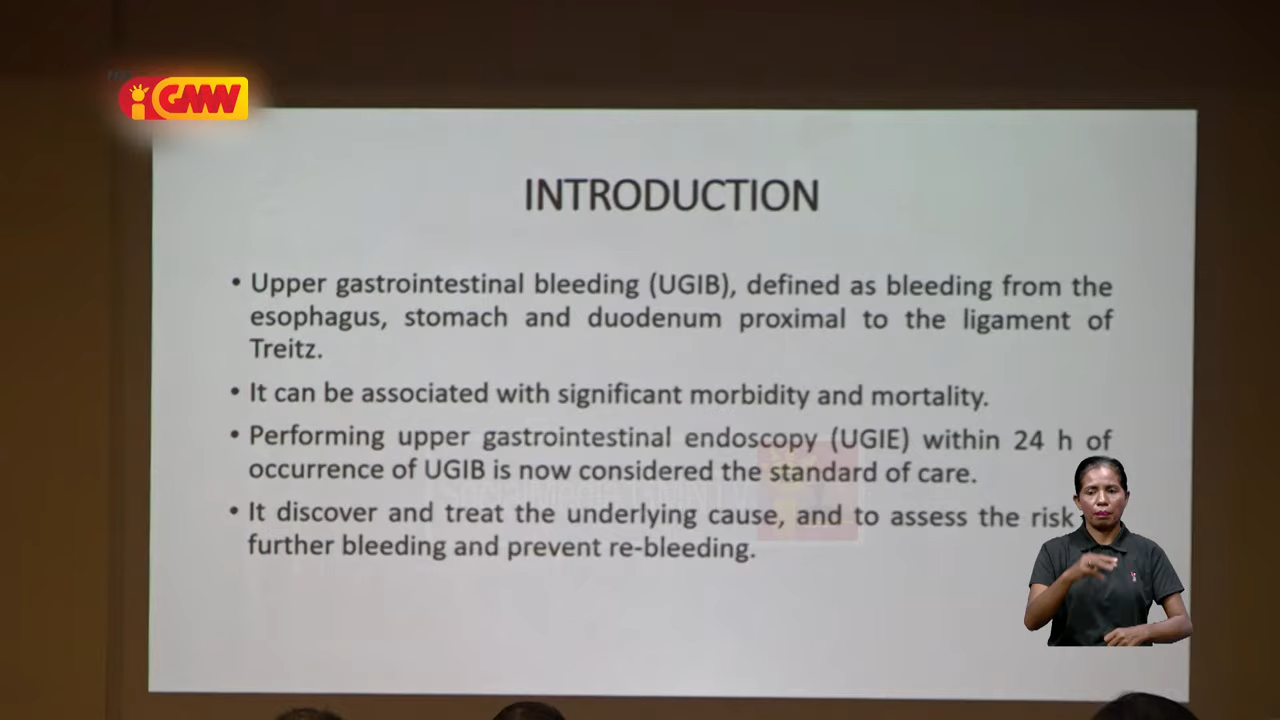 GMN
INTRODUCTION
• Upper gastrointestinal bleeding (UGIB), defined as bleeding from the
esophagus, stomach and duodenum proximal to the ligament of
Treitz.
• It can be associated with significant morbidity and mortality.
• Performing upper gastrointestinal endoscopy (UGIE) within 24 h of
occurrence of UGIB is now considered the standard of care.
• It discover and treat the underlying cause, and to assess the risk
further bleeding and prevent re-bleeding.